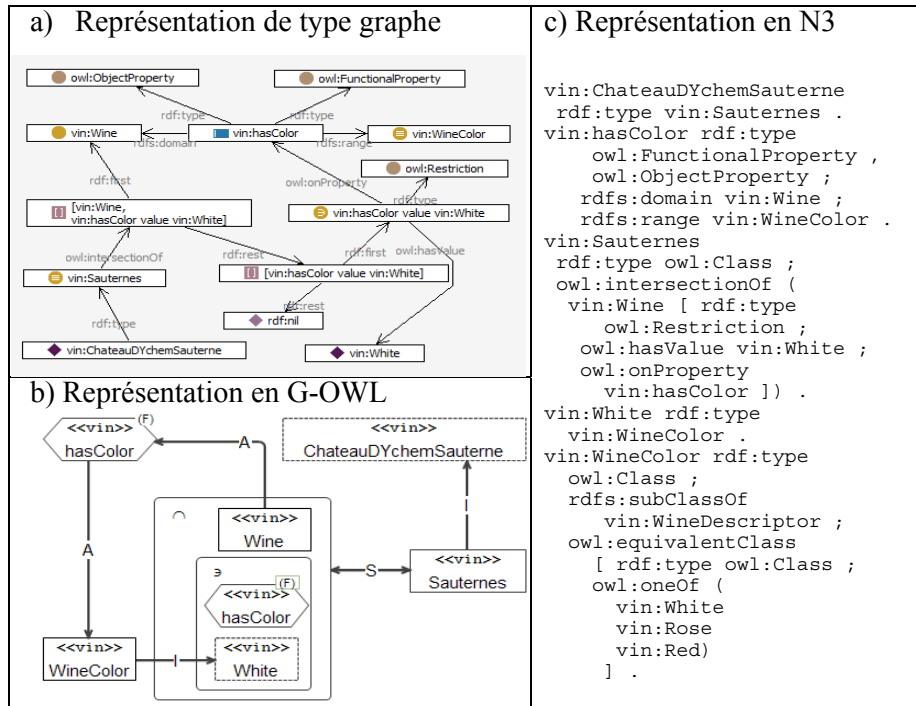 a) Représentation de type graphe
owl:ObjectProperty
owl:FunctionalProperty
rdf:type
rdf:type
vin:Wine
vin:hasColor
vin:WineColor
rdfs:domain
rdfs:range
owl:Restriction
rdf:first
owl:onProperty
rdf:type
[vin:Wine,
vin:hasColor value vin:White]
vin:hasColor value vin:White
owl:intersectionOf
rdf:rest
rdf:first
owl:hasValue
vin:Sauternes
[vin:hasColor value vin:White]
rdf:rest
rdf:type
rdf:nil
vin:ChateauDYchemSauterne
vin:White
b) Représentation en G-OWL
<<vin>>
hasColor
(F)
A
<<vin>>
ChateauDYchemSauterne
A
I
∩
<<vin>>
Wine
S
<<vin>>
Sauternes
∍
(F)
<<vin>>
hasColor
<<vin>>
WineColor
I
<<vin>>
White
c) Représentation en N3
vin:ChateauDYchemSauterne
rdf:type vin:Sauternes .
vin:hasColor rdf:type
owl:FunctionalProperty ,
owl:ObjectProperty ;
rdfs:domain vin:Wine ;
rdfs:range vin:WineColor .
vin:Sauternes
rdf:type owl:Class ;
owl:intersectionOf (
vin:Wine [ rdf:type
owl:Restriction ;
owl:hasValue vin:White ;
owl:onProperty
vin:hasColor ]) .
vin:White rdf:type
vin:WineColor .
vin:WineColor rdf:type
owl:Class ;
rdfs:subClassOf
vin:WineDescriptor ;
owl:equivalentClass
[ rdf:type owl:Class ;
owl:oneOf (
vin:White
vin:Rose
vin:Red)
] .